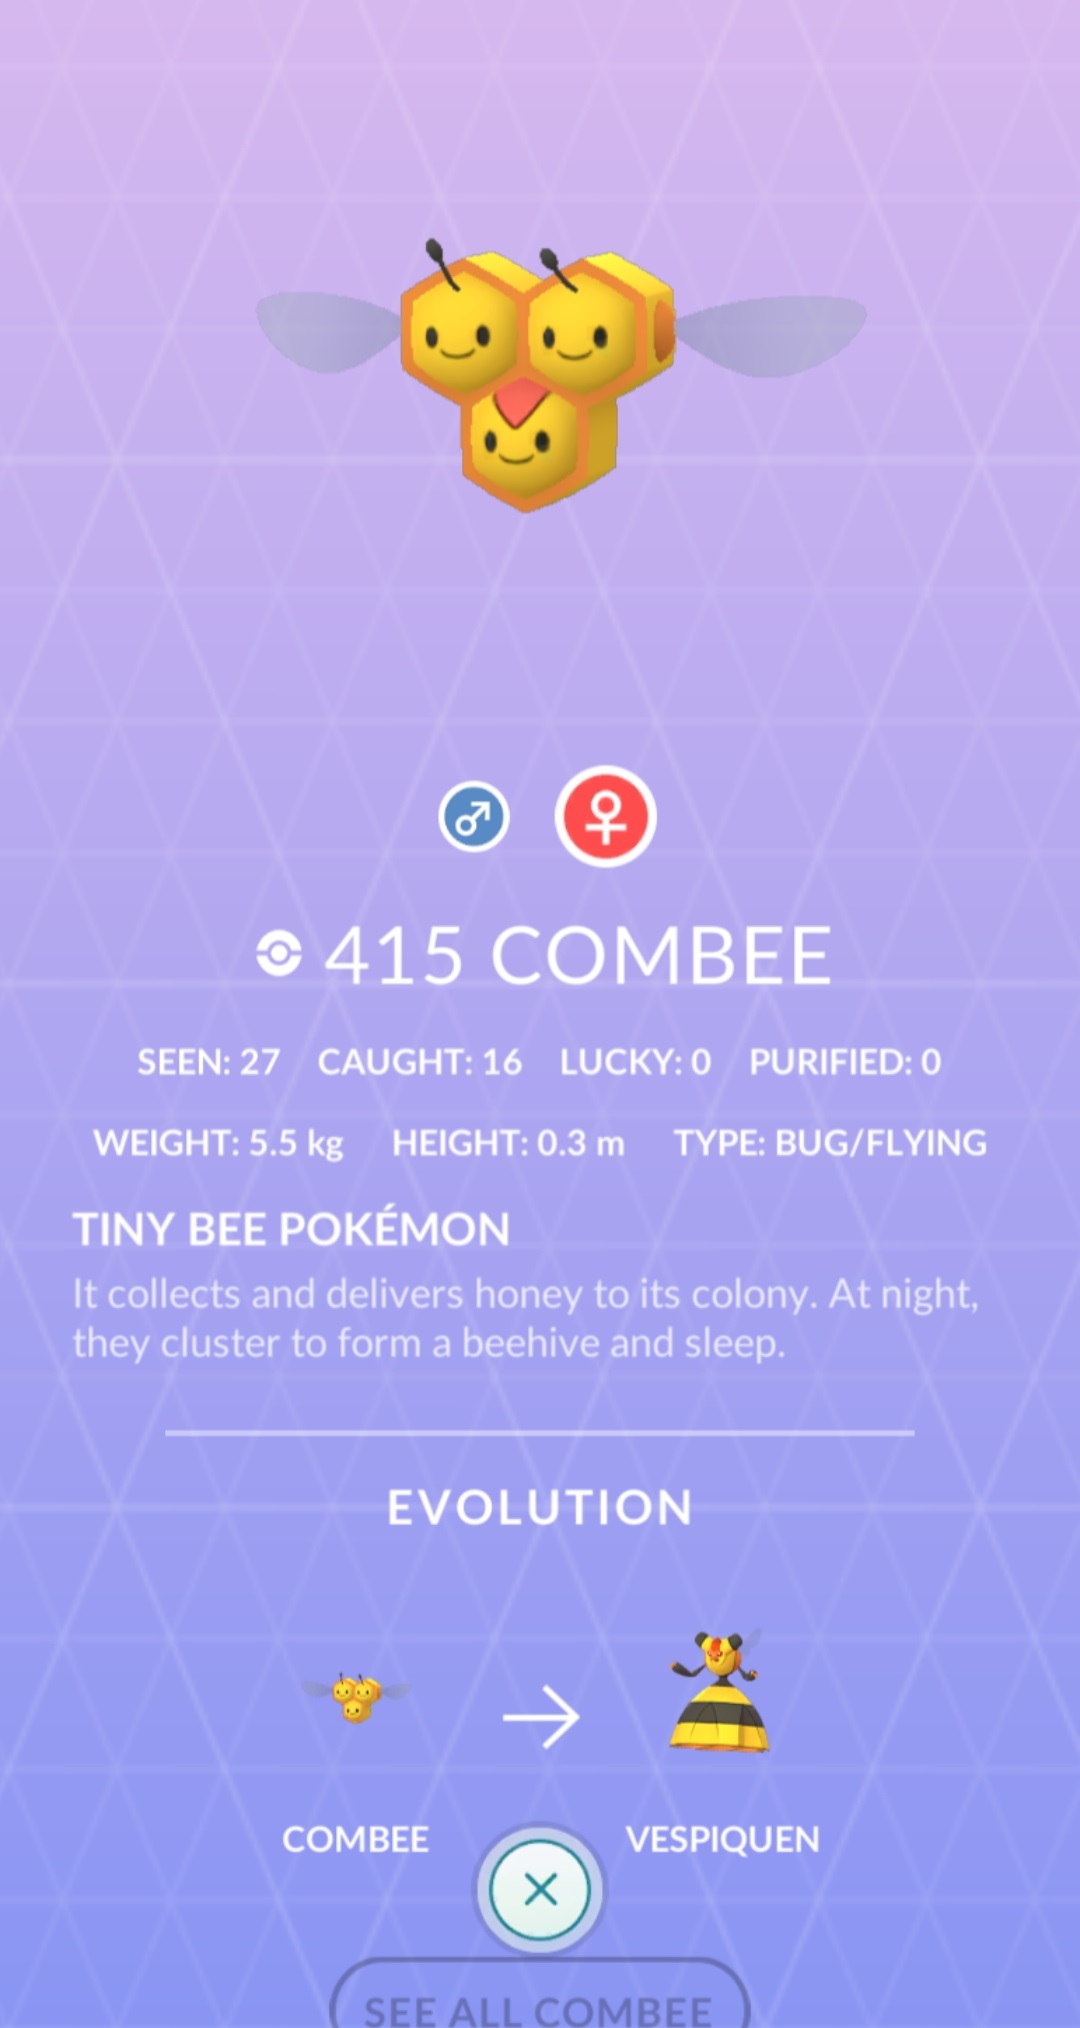 415 COMBEE
SEEN: 27 CAUGHT: 16 LUCKY: 0 PURIFIED: 0
WEIGHT: 5.5 kg HEIGHT: 0.3 m TYPE: BUG/FLYING
TINY BEE POKÉMON
It collects and delivers honey to its colony. At night,
they cluster to form a beehive and sleep.
EVOLUTION
COMBEE VESPIQUEN
SEE ALL COMBEE